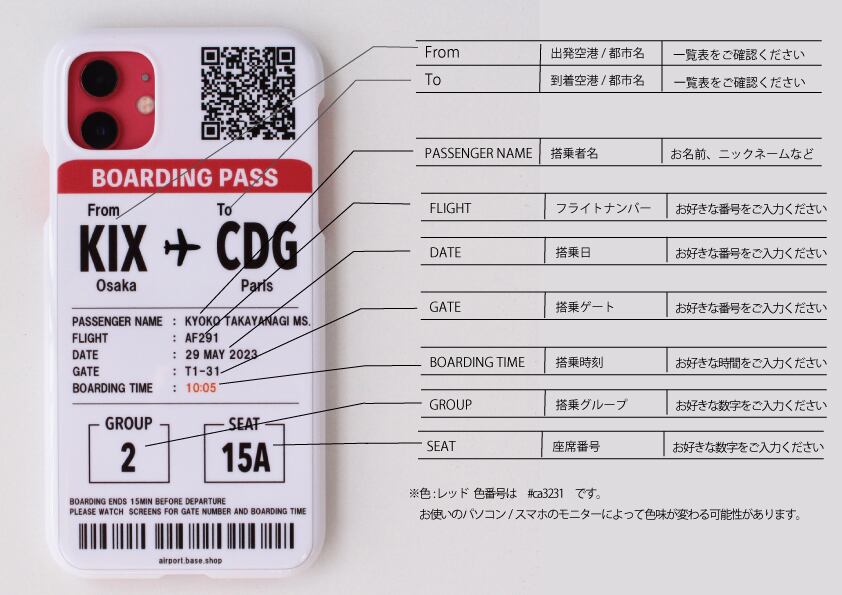 BOARDING PASS
From To
KIX CDG
Osaka Paris
PASSENGER NAME : KYOKO TAKAYANAGI MS.
FLIGHT : AF291
DATE : 29 MAY 2023
GATE : T1-31
BOARDING TIME : 10:05
GROUP SEAT
2 15A
BOARDING ENDS 15MIN BEFORE DEPARTURE
PLEASE WATCH SCREENS FOR GATE NUMBER AND BOARDING TIME
airport.base.shop
From 出発空港 / 都市名 一覧表をご確認ください
To 到着空港 / 都市名 一覧表をご確認ください
PASSENGER NAME 搭乗者名 お名前、ニックネームなど
FLIGHT フライトナンバー お好きな番号をご入力ください
DATE 搭乗日 お好きな番号をご入力ください
GATE 搭乗ゲート お好きな番号をご入力ください
BOARDING TIME 搭乗時刻 お好きな時間をご入力ください
GROUP 搭乗グループ お好きな数字をご入力ください
SEAT 座席番号 お好きな数字をご入力ください
※色：レッド 色番号は #ca3231 です。
お使いのパソコン / スマホのモニターによって色味が変わる可能性があります。